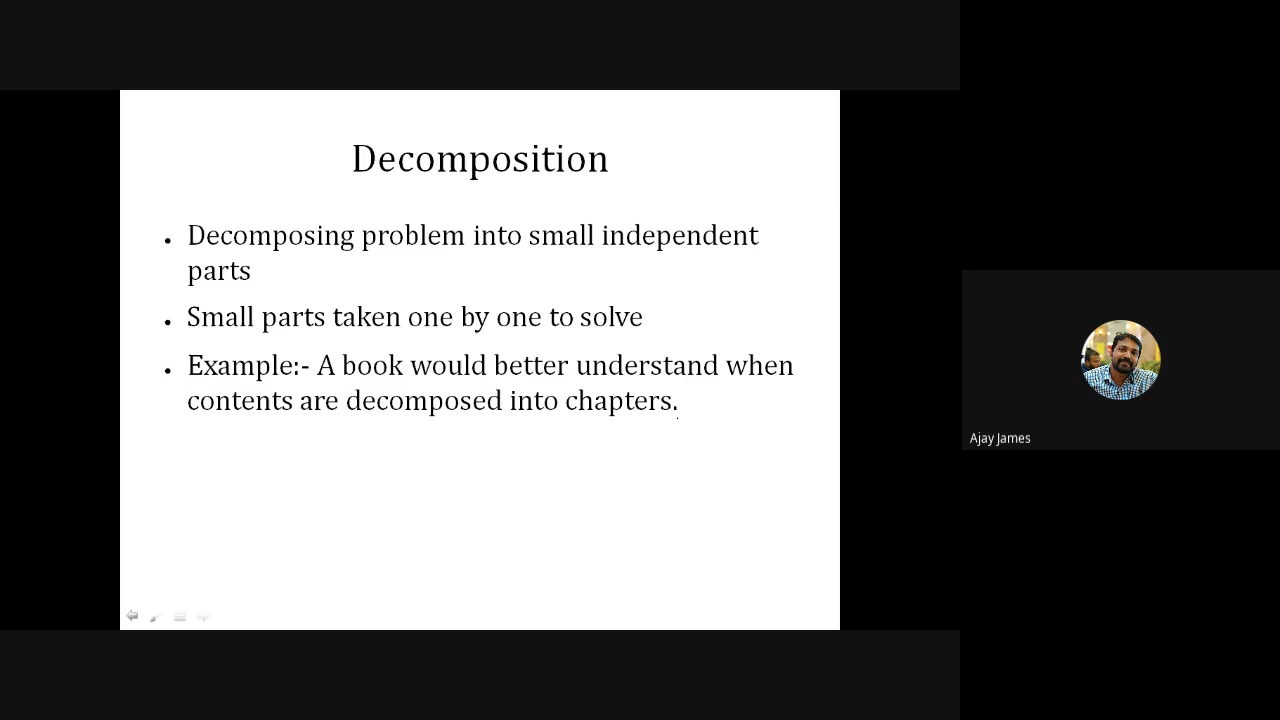 Decomposition
• Decomposing problem into small independent
parts
• Small parts taken one by one to solve
• Example:- A book would better understand when
contents are decomposed into chapters.
Ajay James